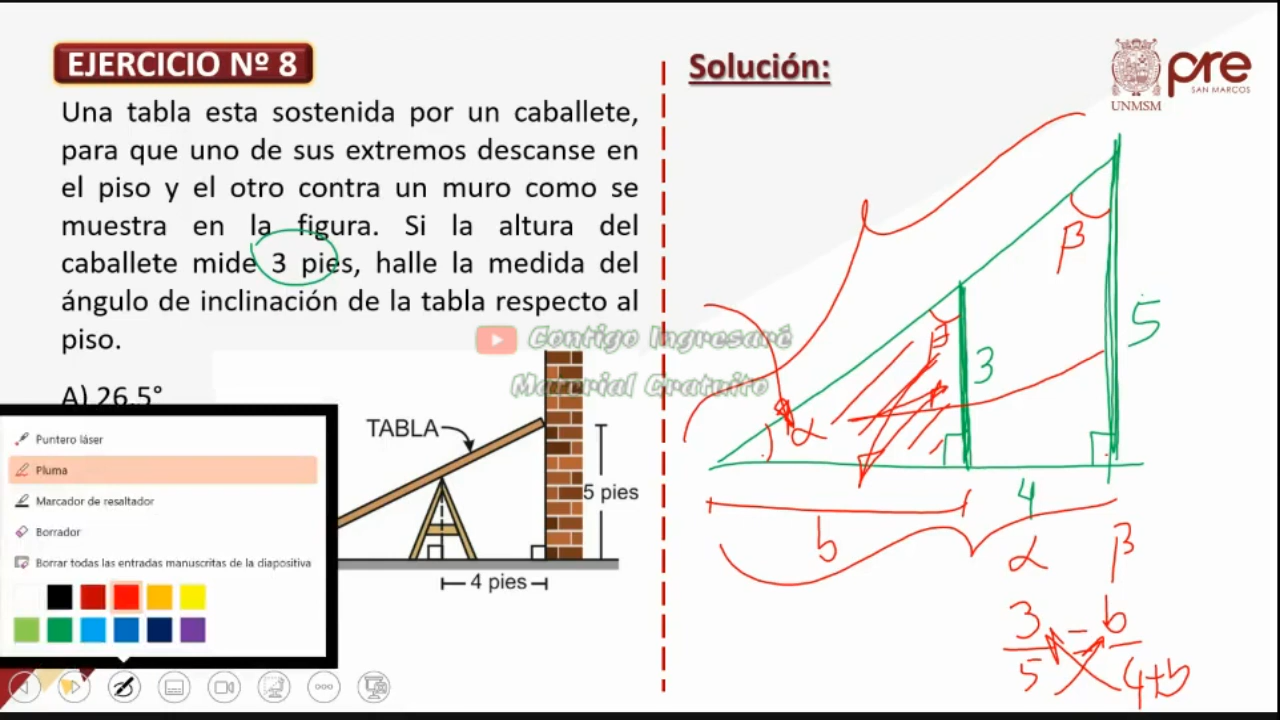 EJERCICIO Nº 8
Una tabla esta sostenida por un caballete,
para que uno de sus extremos descanse en
el piso y el otro contra un muro como se
muestra en la figura. Si la altura del
caballete mide 3 pies, halle la medida del
ángulo de inclinación de la tabla respecto al
piso.
A) 26.5°
TABLA
5 pies
4 pies
Puntero láser
Pluma
Marcador de resaltador
Borrador
Borrar todas las entradas manuscritas de la diapositiva
Solución:
UNMSM
pre
SAN MARCOS
Contigo Ingresaré
Material Gratuito
β
5
β
3
α
4
b
α β
3/5 = b/4+b